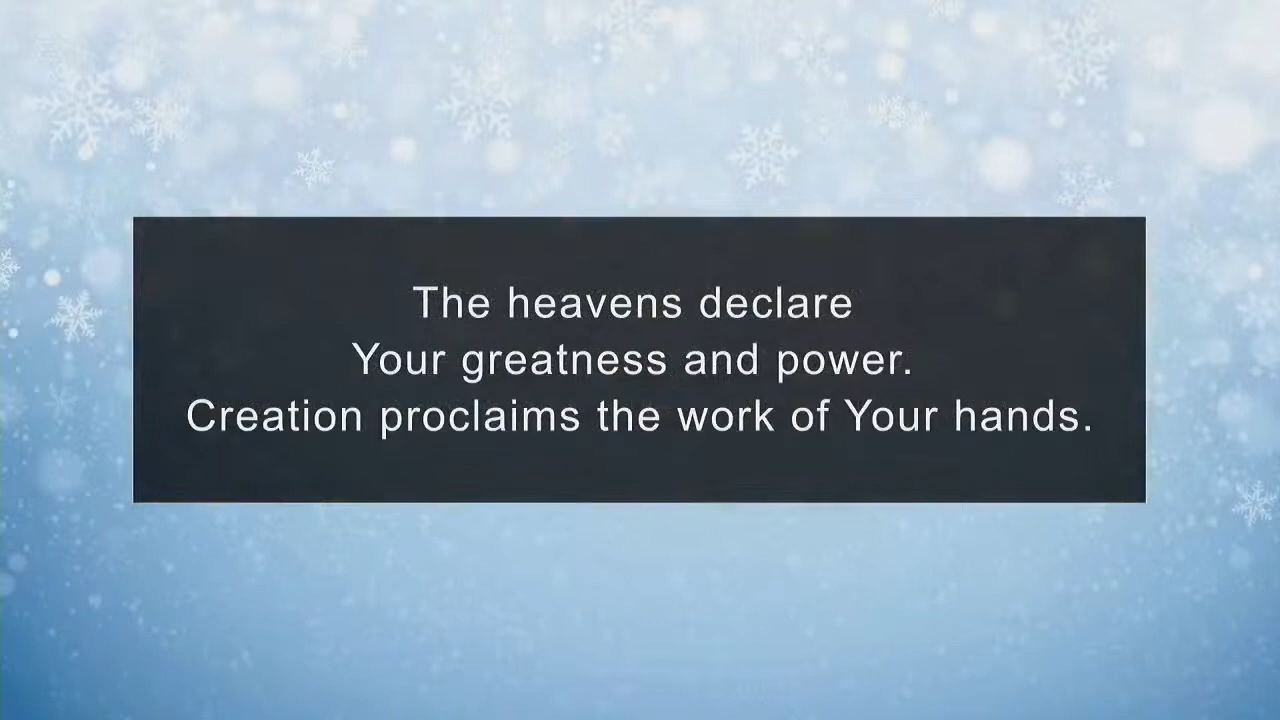 The heavens declare
Your greatness and power.
Creation proclaims the work of Your hands.